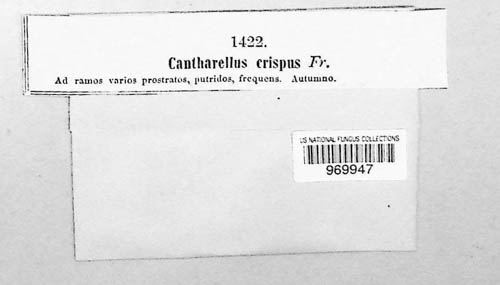 1422.
Cantharellus crispus Fr.
Ad ramos varios prostratos, putridos, frequens. Autumno.
US NATIONAL FUNGUS COLLECTIONS
969947